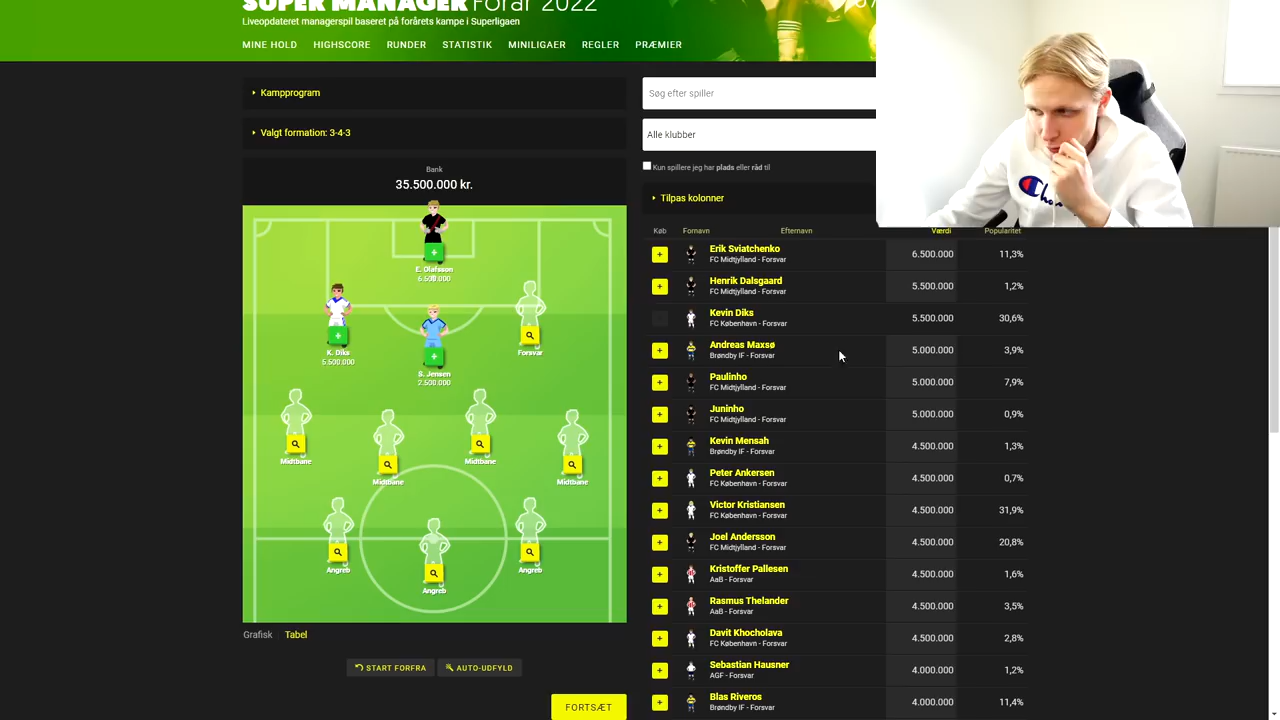 SUPER MANAGER Forår 2022
Liveopdateret managerspil baseret på forårets kampe i Superligaen
MINE HOLD HIGHSCORE RUNDER STATISTIK MINILIGAER REGLER PRÆMIER
Kampprogram
Valgt formation: 3-4-3
Bank
35.500.000 kr.
E. Olafsson
6.500.000
K. Diks
5.500.000
S. Jensen
2.500.000
Forsvar
Midtbane
Midtbane
Midtbane
Midtbane
Angreb
Angreb
Angreb
Grafisk Tabel
START FORFRA AUTO-UDFYLD
FORTSÆT
Søg efter spiller
Alle klubber
Kun spillere jeg har plads eller råd til
Tilpas kolonner
Køb Fornavn Efternavn Værdi Popularitet
Erik Sviatchenko 6.500.000 11,3%
FC Midtjylland - Forsvar
Henrik Dalsgaard 5.500.000 1,2%
FC Midtjylland - Forsvar
Kevin Diks 5.500.000 30,6%
FC København - Forsvar
Andreas Maxsø 5.000.000 3,9%
Brøndby IF - Forsvar
Paulinho 5.000.000 7,9%
FC Midtjylland - Forsvar
Juninho 5.000.000 0,9%
FC Midtjylland - Forsvar
Kevin Mensah 4.500.000 1,3%
Brøndby IF - Forsvar
Peter Ankersen 4.500.000 0,7%
FC København - Forsvar
Victor Kristiansen 4.500.000 31,9%
FC København - Forsvar
Joel Andersson 4.500.000 20,8%
FC Midtjylland - Forsvar
Kristoffer Pallesen 4.500.000 1,6%
AaB - Forsvar
Rasmus Thelander 4.500.000 3,5%
AaB - Forsvar
Davit Khocholava 4.500.000 2,8%
FC København - Forsvar
Sebastian Hausner 4.000.000 1,2%
AGF - Forsvar
Blas Riveros 4.000.000 11,4%
Brøndby IF - Forsvar